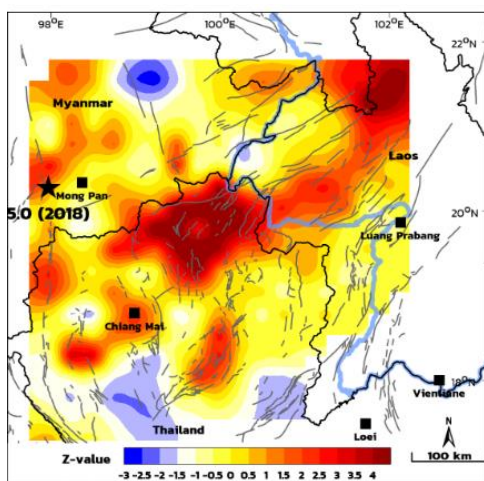 98°E
100°E
102°E
22°N
Myanmar
Laos
Mong Pan
5.0 (2018)
20°N
Luang Prabang
Chiang Mai
18°N
Vientiane
Thailand
Loei
N
100 km
Z-value
-3 -2.5 -2 -1.5 -1 -0.5 0 0.5 1 1.5 2 2.5 3 3.5 4